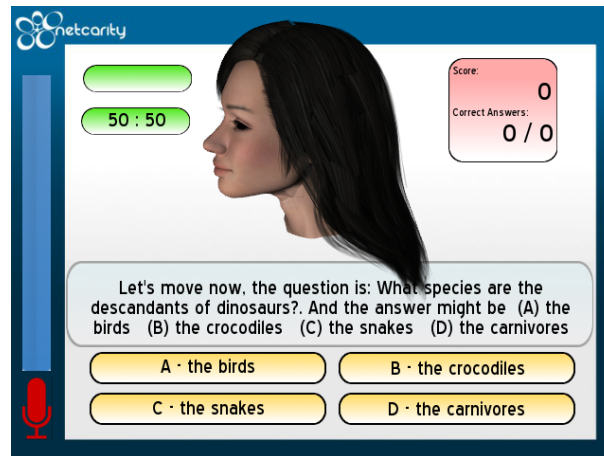 netcarity
50 : 50
Score:
0
Correct Answers:
0 / 0
Let's move now, the question is: What species are the
descandants of dinosaurs?. And the answer might be (A) the
birds (B) the crocodiles (C) the snakes (D) the carnivores
A - the birds
B - the crocodiles
C - the snakes
D - the carnivores